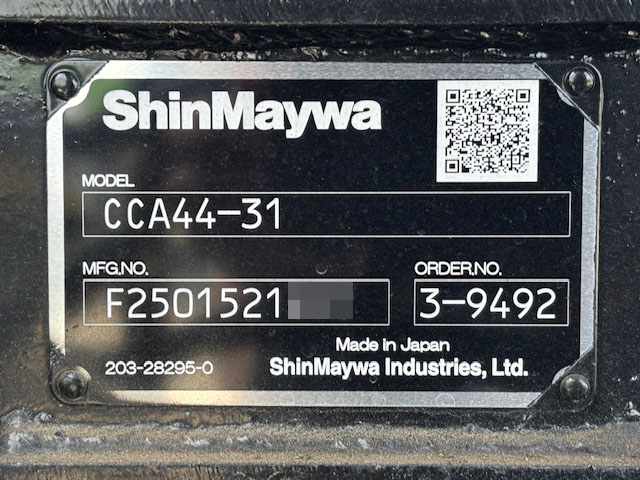 ShinMaywa
MODEL
CCA44-31
MFG.NO.
F2501521
ORDER.NO.
3-9492
Made in Japan
203-28295-0
ShinMaywa Industries, Ltd.